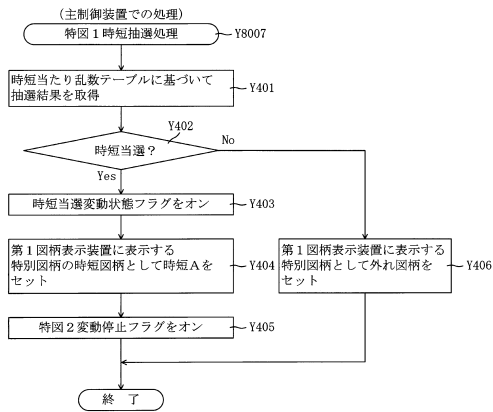 (主制御装置での処理)
特図１時短抽選処理
Y8007
時短当たり乱数テーブルに基づいて
抽選結果を取得
Y401
Y402
時短当選？
No
Yes
時短当選変動状態フラグをオン
Y403
第１図柄表示装置に表示する
特別図柄の時短図柄として時短Ａを
セット
Y404
第１図柄表示装置に表示する
特別図柄として外れ図柄を
セット
Y406
特図２変動停止フラグをオン
Y405
終 了